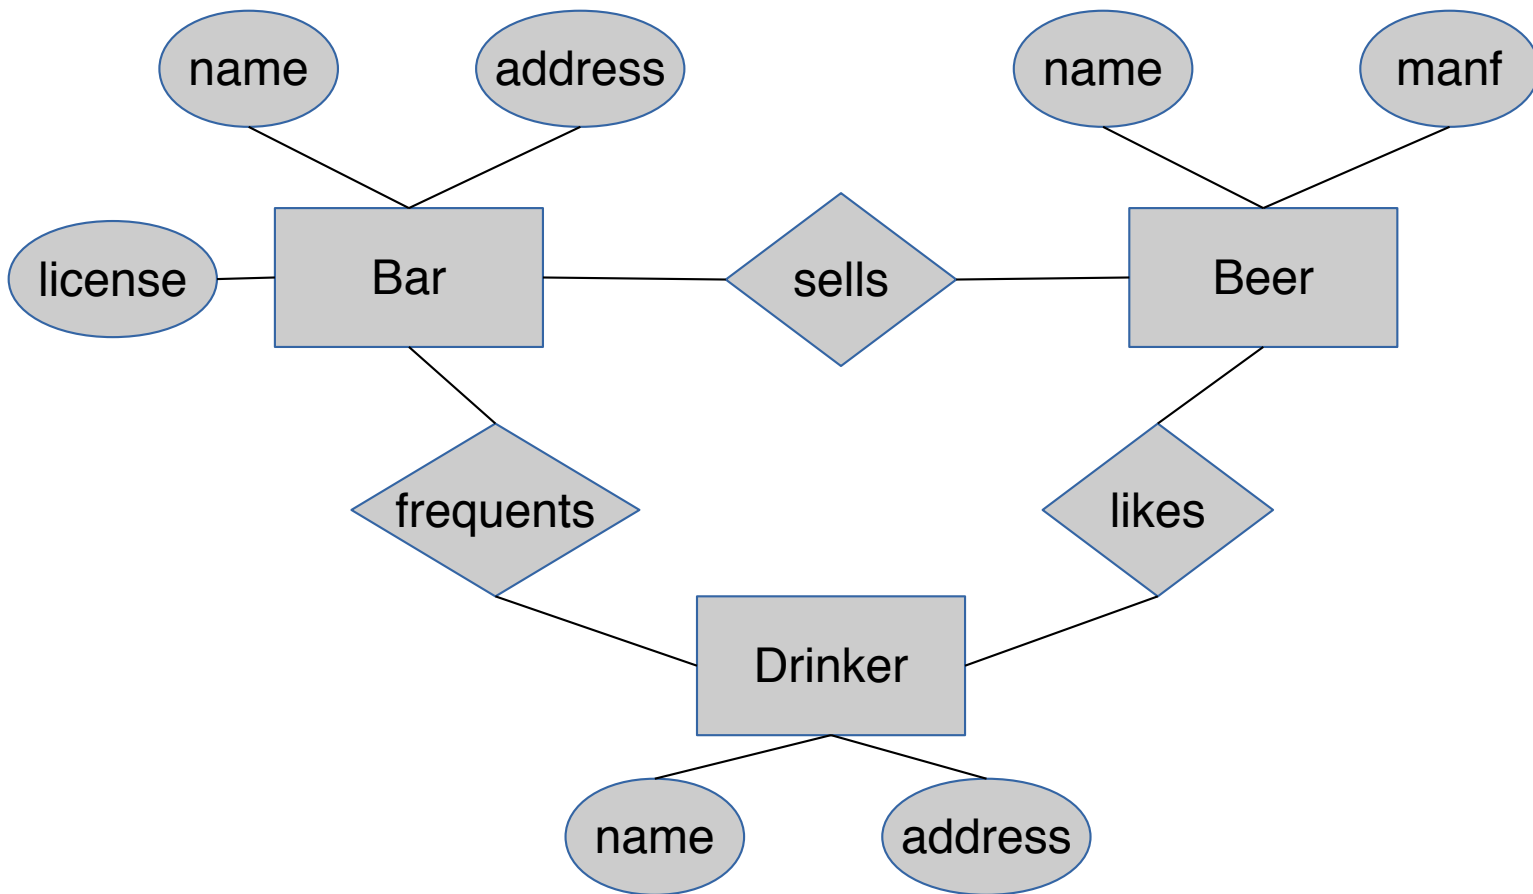 name
address
name
manf
license
Bar
sells
Beer
frequents
likes
Drinker
name
address